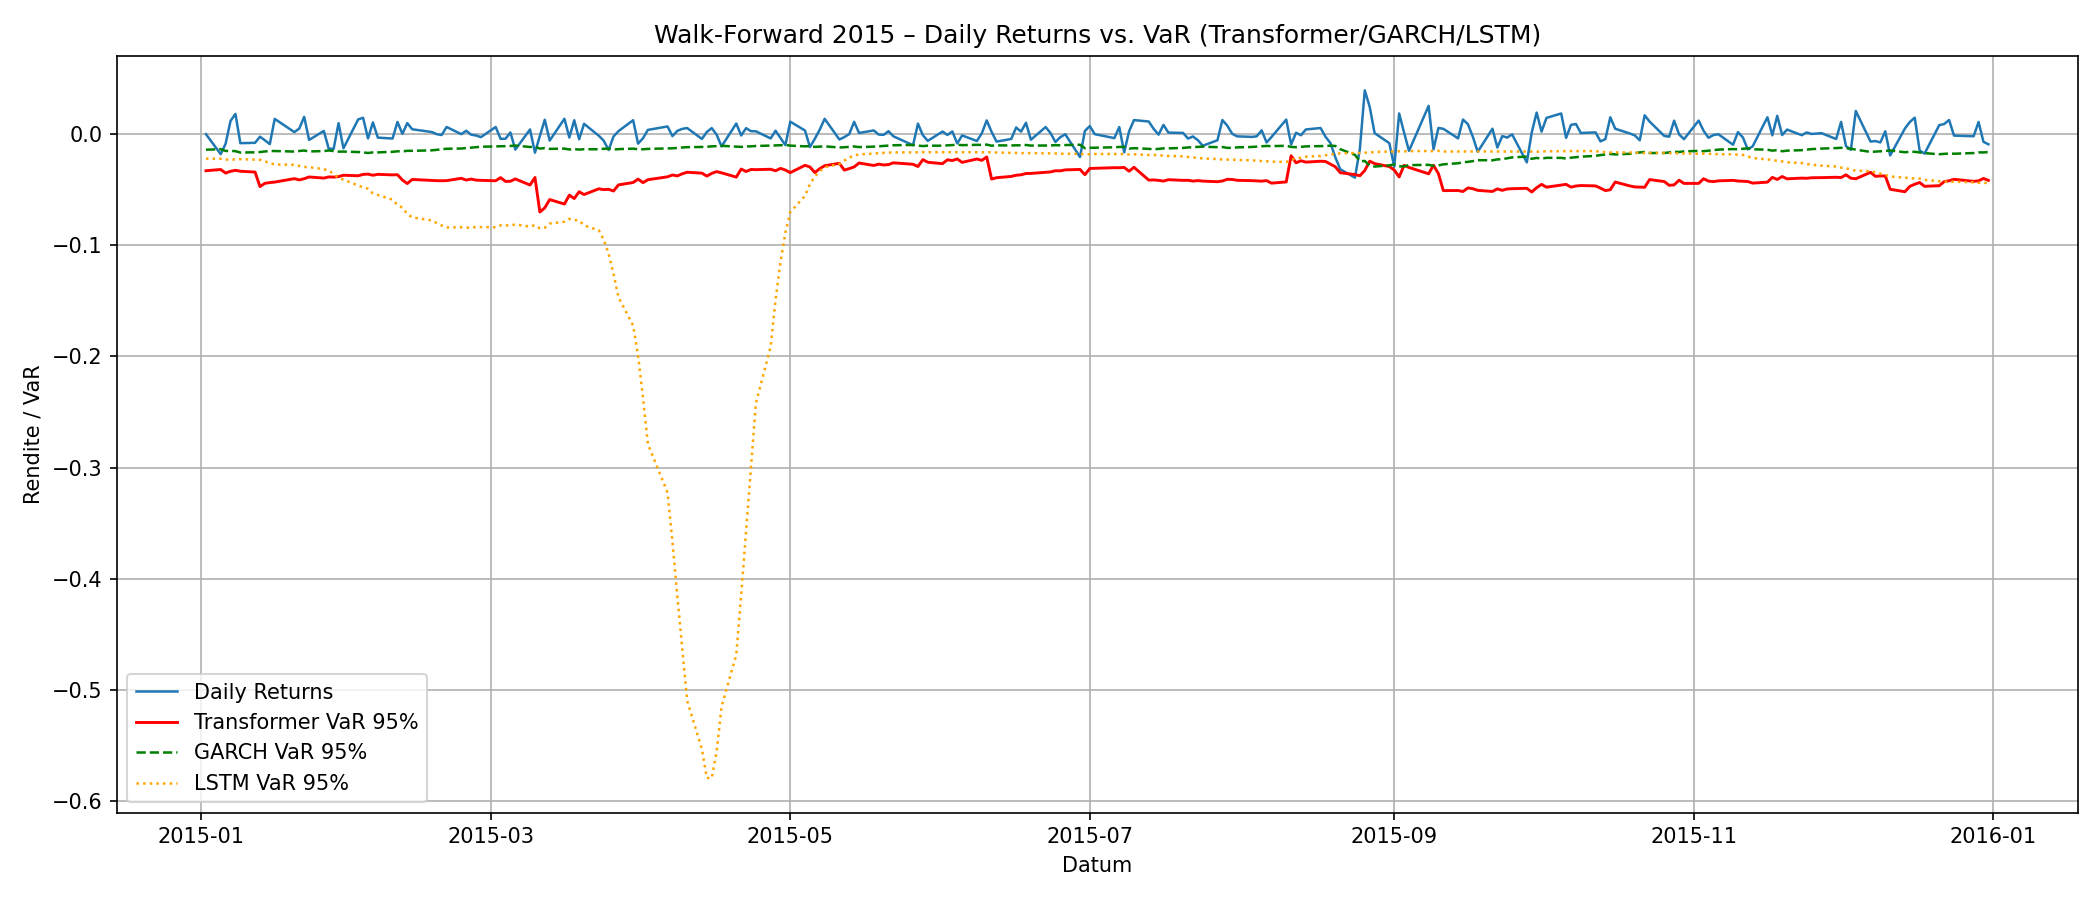 Walk-Forward 2015 – Daily Returns vs. VaR (Transformer/GARCH/LSTM)
Rendite / VaR
0.0
−0.1
−0.2
−0.3
−0.4
−0.5
−0.6
Daily Returns
Transformer VaR 95%
GARCH VaR 95%
LSTM VaR 95%
2015-01 2015-03 2015-05 2015-07 2015-09 2015-11 2016-01
Datum